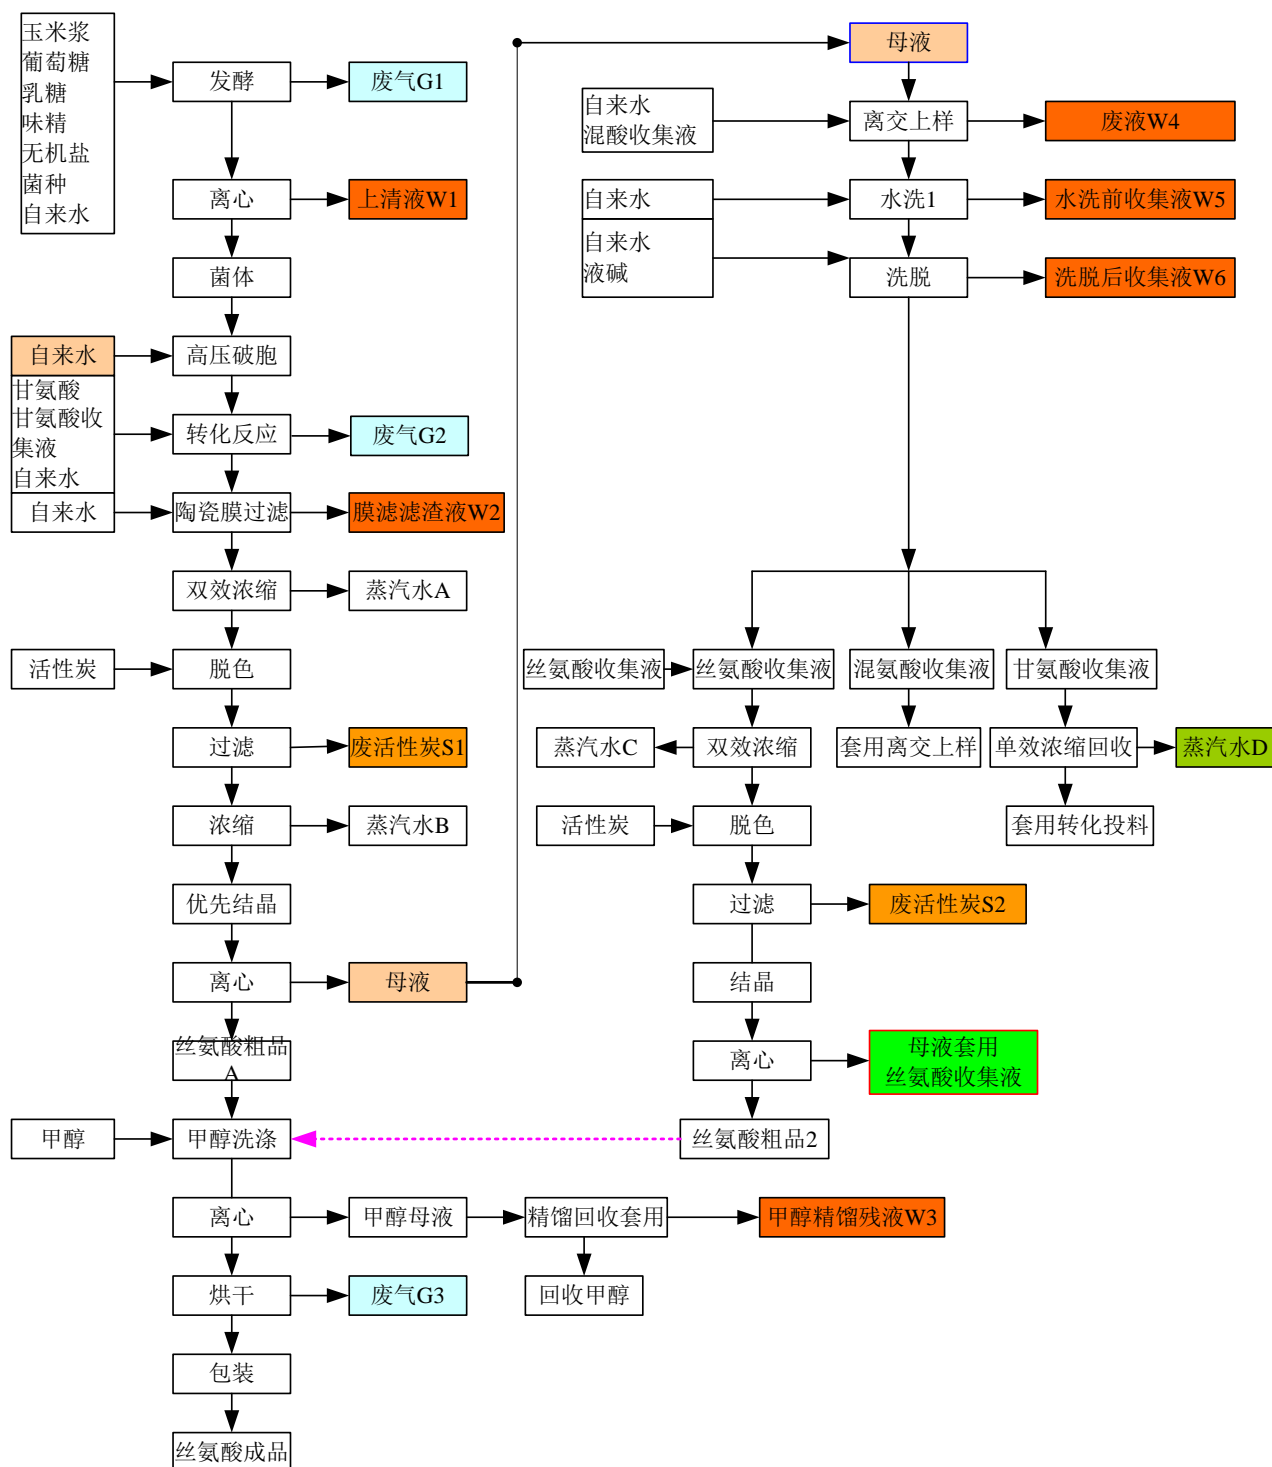 玉米浆
葡萄糖
乳糖
味精
无机盐
菌种
自来水
发酵
废气G1
离心
上清液W1
菌体
自来水
高压破胞
甘氨酸
甘氨酸收
集液
自来水
转化反应
废气G2
自来水
陶瓷膜过滤
膜滤滤渣液W2
双效浓缩
蒸汽水A
活性炭
脱色
过滤
废活性炭S1
浓缩
蒸汽水B
优先结晶
离心
母液
丝氨酸粗品
A
甲醇
甲醇洗涤
离心
甲醇母液
精馏回收套用
甲醇精馏残液W3
回收甲醇
烘干
废气G3
包装
丝氨酸成品
母液
自来水
混酸收集液
离交上样
废液W4
自来水
水洗1
水洗前收集液W5
自来水
液碱
洗脱
洗脱后收集液W6
丝氨酸收集液
丝氨酸收集液
混氨酸收集液
甘氨酸收集液
蒸汽水C
双效浓缩
套用离交上样
单效浓缩回收
蒸汽水D
活性炭
脱色
套用转化投料
过滤
废活性炭S2
结晶
离心
母液套用
丝氨酸收集液
丝氨酸粗品2